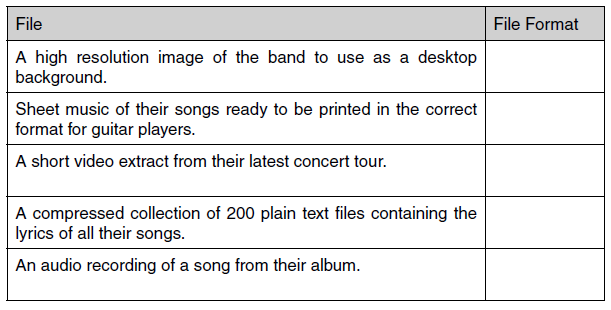 File File Format
A high resolution image of the band to use as a desktop
background.
Sheet music of their songs ready to be printed in the correct
format for guitar players.
A short video extract from their latest concert tour.
A compressed collection of 200 plain text files containing the
lyrics of all their songs.
An audio recording of a song from their album.